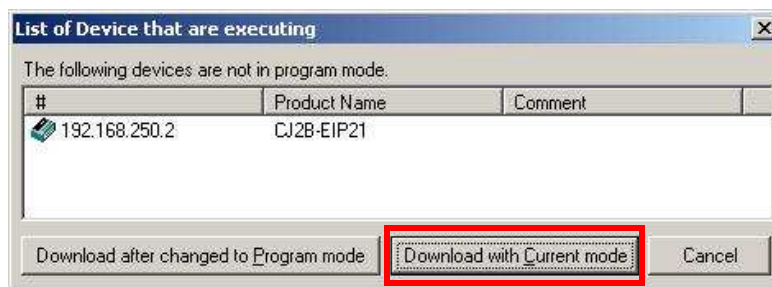 List of Device that are executing
The following devices are not in program mode.
# Product Name Comment
192.168.250.2 CJ2B-EIP21
Download after changed to Program mode Download with Current mode Cancel